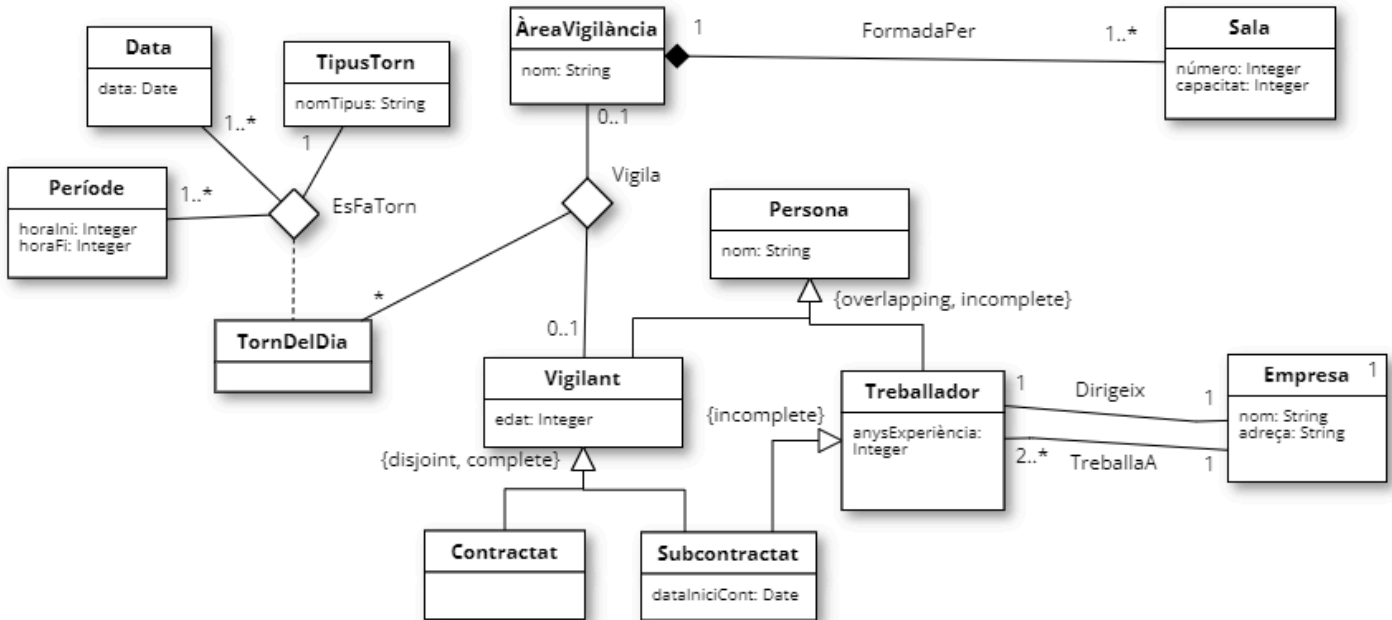 ÀreaVigilància
nom: String
1
FormadaPer
1..*
Sala
número: Integer
capacitat: Integer
Data
data: Date
TipusTorn
nomTipus: String
1..*
1
0..1
Període
horaIni: Integer
horaFi: Integer
1..*
EsFaTorn
Vigila
Persona
nom: String
*
{overlapping, incomplete}
TornDelDia
0..1
Vigilant
edat: Integer
Treballador
anysExperiència:
Integer
1
Dirigeix
1
2..*
TreballaA
1
Empresa
1
nom: String
adreça: String
{incomplete}
{disjoint, complete}
Contractat
Subcontractat
dataIniciCont: Date